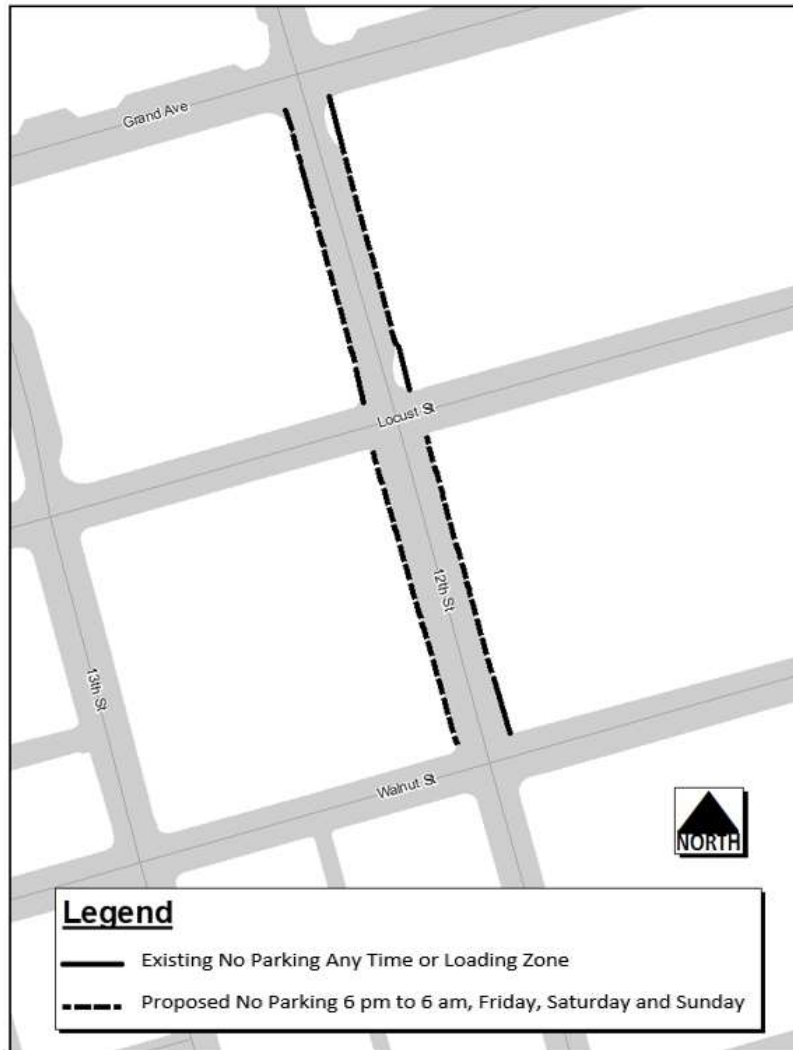 Grand Ave
Locust St
12th St
13th St
Walnut St
NORTH
Legend
Existing No Parking Any Time or Loading Zone
Proposed No Parking 6 pm to 6 am, Friday, Saturday and Sunday